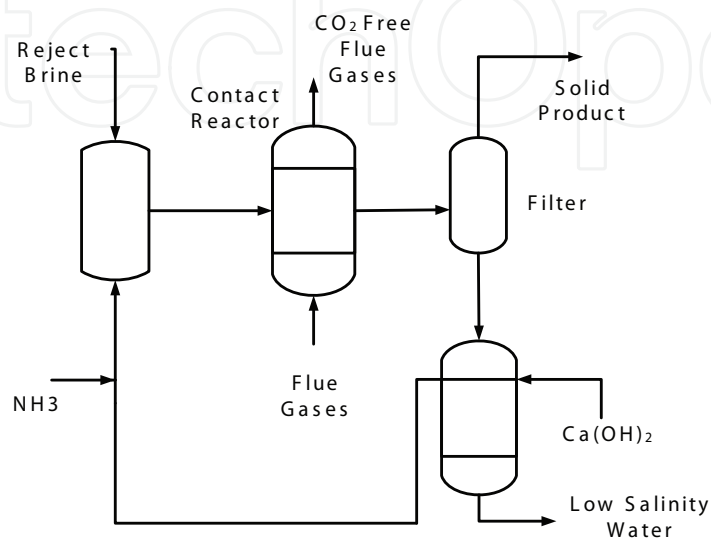 techOpe
Reject
Brine
CO₂ Free
Flue
Gases
Contact
Reactor
Solid
Product
Filter
NH3
Flue
Gases
Ca(OH)₂
Low Salinity
Water